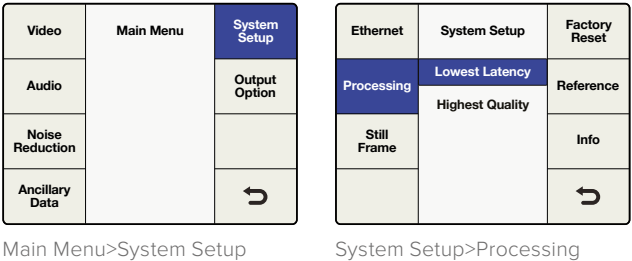 Video
Main Menu
System
Setup
Audio
Output
Option
Noise
Reduction
Ancillary
Data
Main Menu>System Setup
Ethernet
System Setup
Factory
Reset
Processing
Lowest Latency
Highest Quality
Reference
Still
Frame
Info
System Setup>Processing